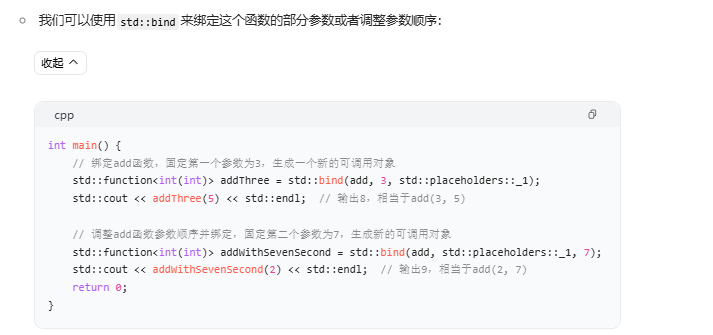 我们可以使用 std::bind 来绑定这个函数的部分参数或者调整参数顺序：
收起
cpp
int main() {
    // 绑定add函数，固定第一个参数为3，生成一个新的可调用对象
    std::function<int(int)> addThree = std::bind(add, 3, std::placeholders::_1);
    std::cout << addThree(5) << std::endl;  // 输出8，相当于add(3, 5)

    // 调整add函数参数顺序并绑定，固定第二个参数为7，生成新的可调用对象
    std::function<int(int)> addWithSevenSecond = std::bind(add, std::placeholders::_1, 7);
    std::cout << addWithSevenSecond(2) << std::endl;  // 输出9，相当于add(2, 7)
    return 0;
}